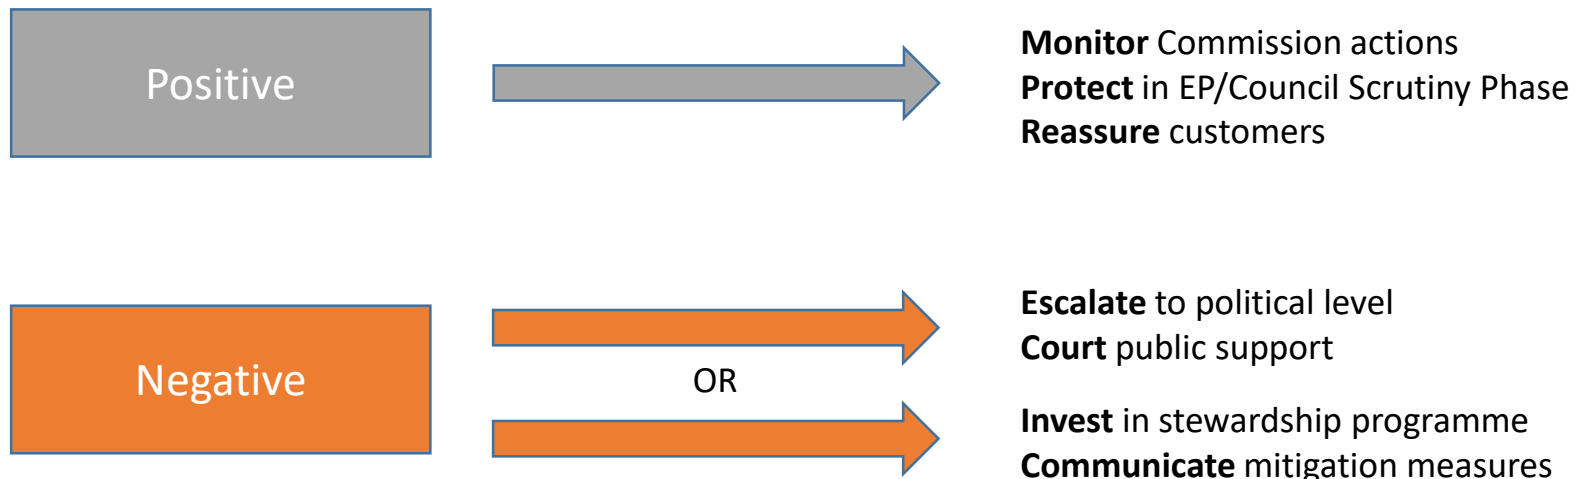 Positive
Monitor Commission actions
Protect in EP/Council Scrutiny Phase
Reassure customers
Negative
OR
Escalate to political level
Court public support
Invest in stewardship programme
Communicate mitigation measures